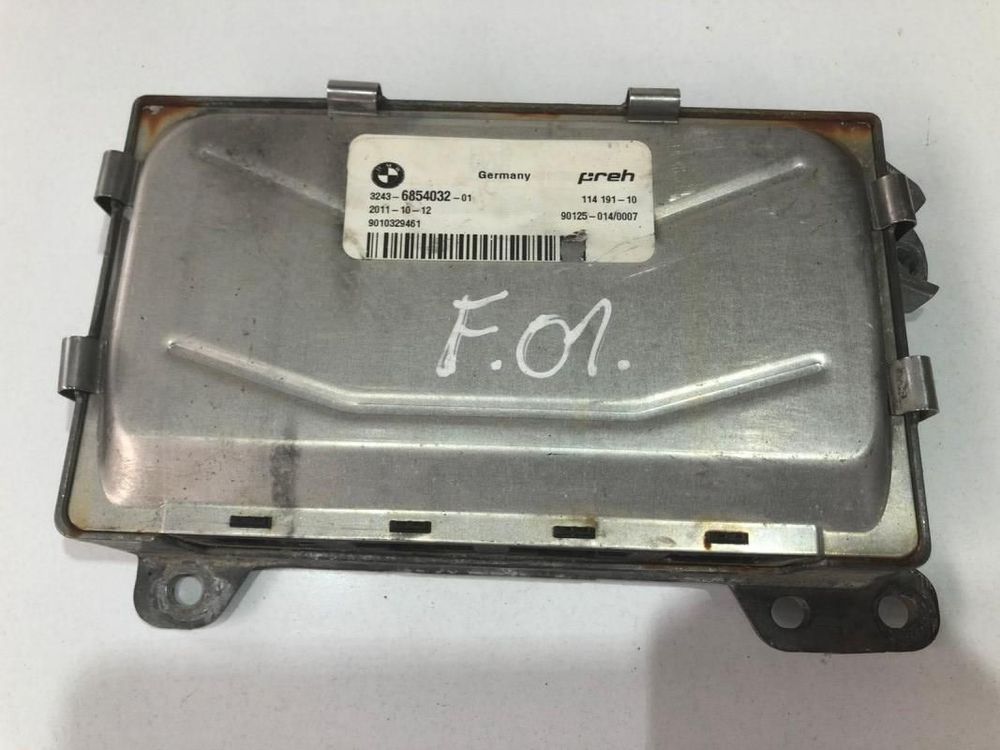 Germany preh
3243-6854032-01 114 191-10
2011-10-12 90125-014/0007
9010329461
F.01.